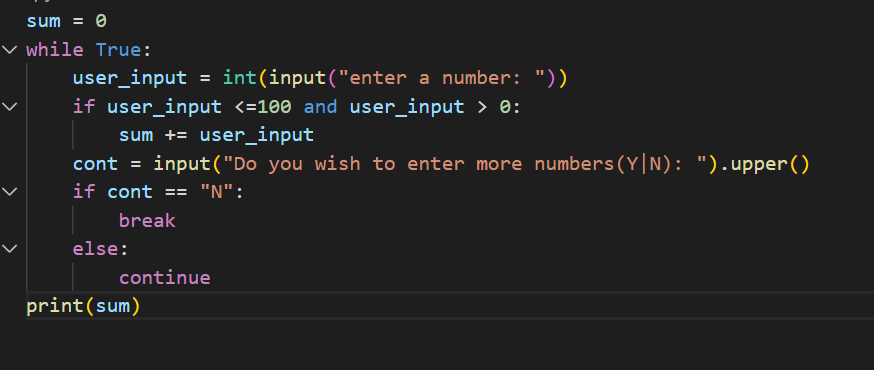 sum = 0
while True:
    user_input = int(input("enter a number: "))
    if user_input <=100 and user_input > 0:
        sum += user_input
    cont = input("Do you wish to enter more numbers(Y|N): ").upper()
    if cont == "N":
        break
    else:
        continue
print(sum)